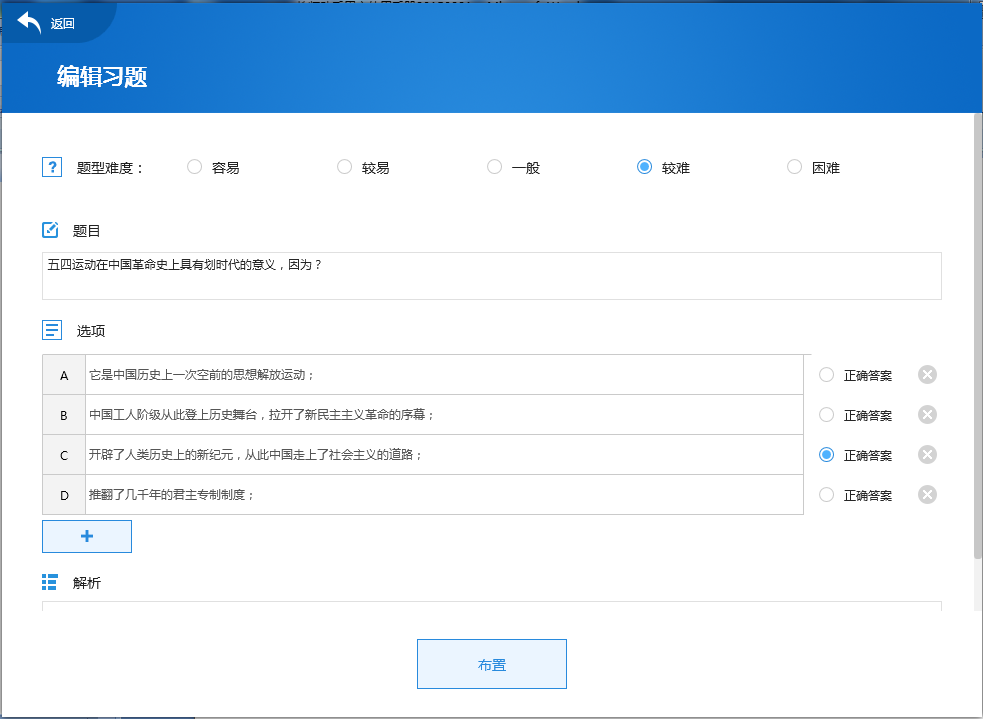 返回
编辑习题
? 题型难度： 容易 较易 一般 较难 困难
题目
五四运动在中国革命史上具有划时代的意义，因为？
选项
A 它是中国历史上一次空前的思想解放运动； 正确答案
B 中国工人阶级从此登上历史舞台，拉开了新民主主义革命的序幕； 正确答案
C 开辟了人类历史上的新纪元，从此中国走上了社会主义的道路； 正确答案
D 推翻了几千年的君主专制制度； 正确答案
+
解析
布置